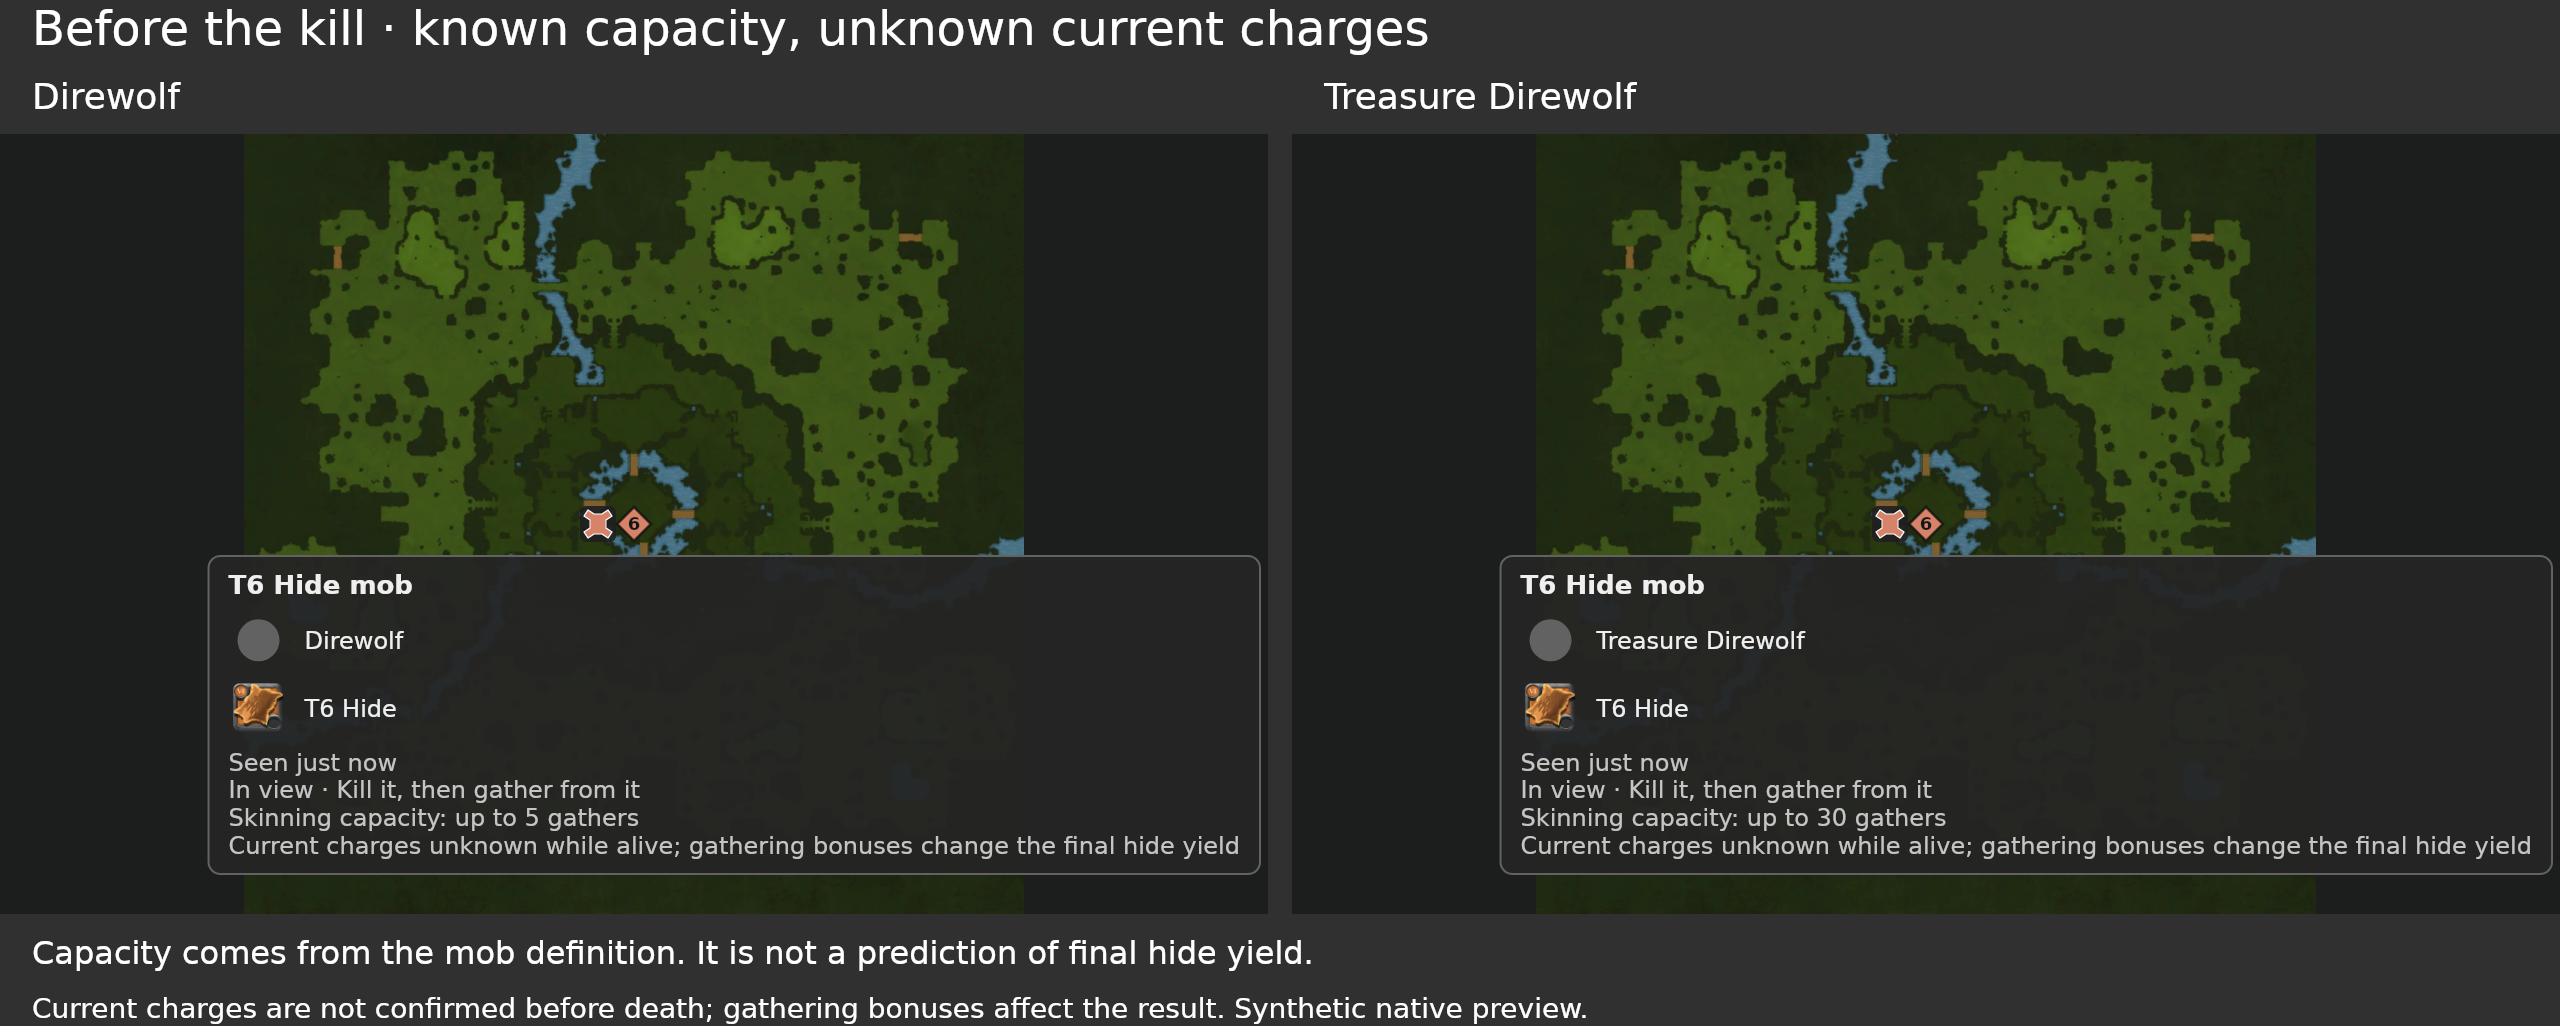 Before the kill · known capacity, unknown current charges
Direwolf
Treasure Direwolf
6
T6 Hide mob
Direwolf
T6 Hide
Seen just now
In view · Kill it, then gather from it
Skinning capacity: up to 5 gathers
Current charges unknown while alive; gathering bonuses change the final hide yield
6
T6 Hide mob
Treasure Direwolf
T6 Hide
Seen just now
In view · Kill it, then gather from it
Skinning capacity: up to 30 gathers
Current charges unknown while alive; gathering bonuses change the final hide yield
Capacity comes from the mob definition. It is not a prediction of final hide yield.
Current charges are not confirmed before death; gathering bonuses affect the result. Synthetic native preview.